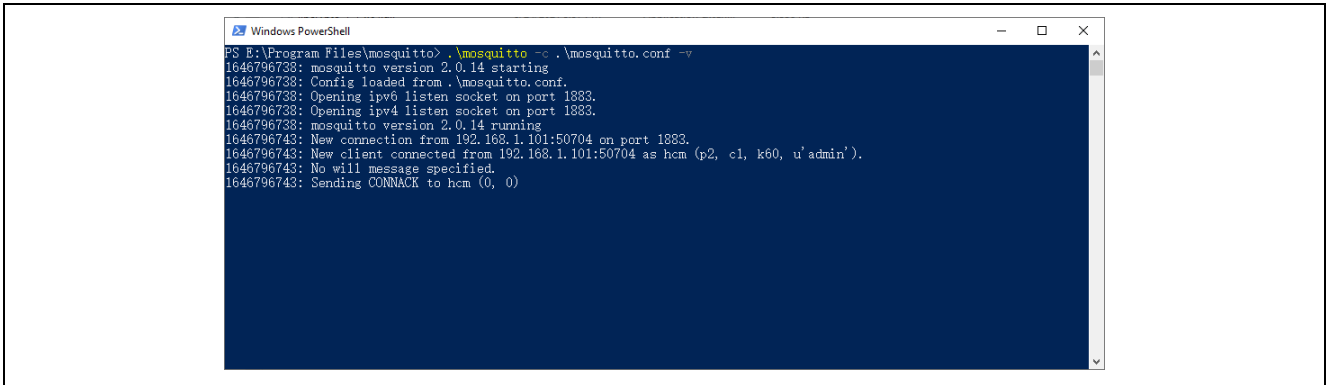 Windows PowerShell
PS E:\Program Files\mosquitto> .\mosquitto -c .\mosquitto.conf -v
1646796738: mosquitto version 2.0.14 starting
1646796738: Config loaded from .\mosquitto.conf.
1646796738: Opening ipv6 listen socket on port 1883.
1646796738: Opening ipv4 listen socket on port 1883.
1646796738: mosquitto version 2.0.14 running
1646796743: New connection from 192.168.1.101:50704 on port 1883.
1646796743: New client connected from 192.168.1.101:50704 as hcm (p2, c1, k60, u'admin').
1646796743: No will message specified.
1646796743: Sending CONNACK to hcm (0, 0)